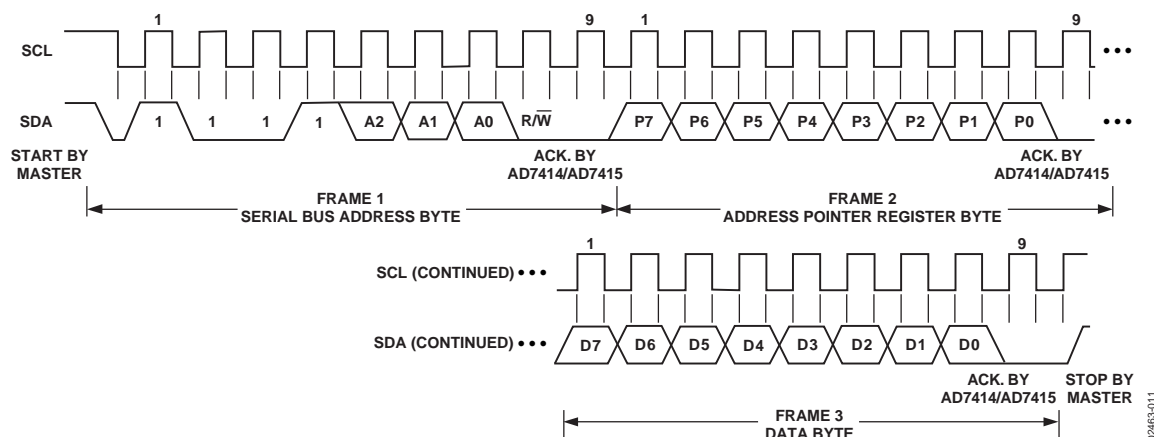 1 9 1 9
SCL
SDA 1 1 1 1 A2 A1 A0 R/W̅ P7 P6 P5 P4 P3 P2 P1 P0
START BY MASTER
ACK. BY AD7414/AD7415
ACK. BY AD7414/AD7415
FRAME 1
SERIAL BUS ADDRESS BYTE
FRAME 2
ADDRESS POINTER REGISTER BYTE
1 9
SCL (CONTINUED)
SDA (CONTINUED) D7 D6 D5 D4 D3 D2 D1 D0
ACK. BY AD7414/AD7415
STOP BY MASTER
FRAME 3
DATA BYTE
02463-011